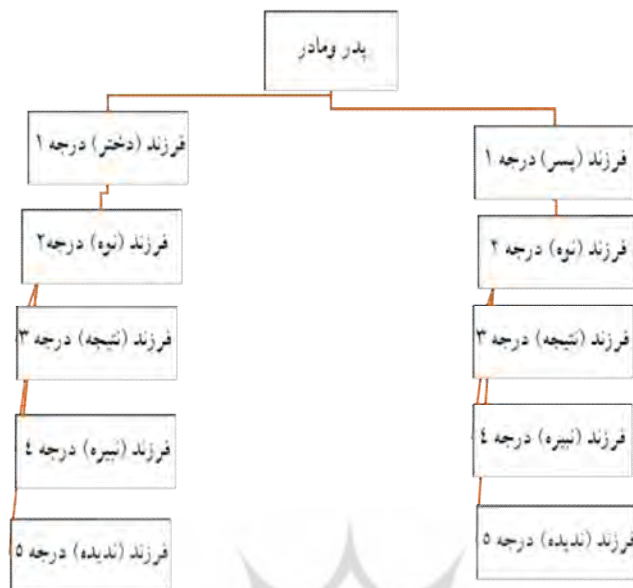 پدر ومادر
فرزند (پسر) درجه ۱
فرزند (دختر) درجه ۱
فرزند (نوه) درجه ۲
فرزند (نوه) درجه۲
فرزند (نتیجه) درجه ۳
فرزند (نتیجه) درجه ۳
فرزند (نبیره) درجه ٤
فرزند (نبیره) درجه ٤
فرزند (ندیده) درجه ۵
فرزند (ندیده) درجه ۵